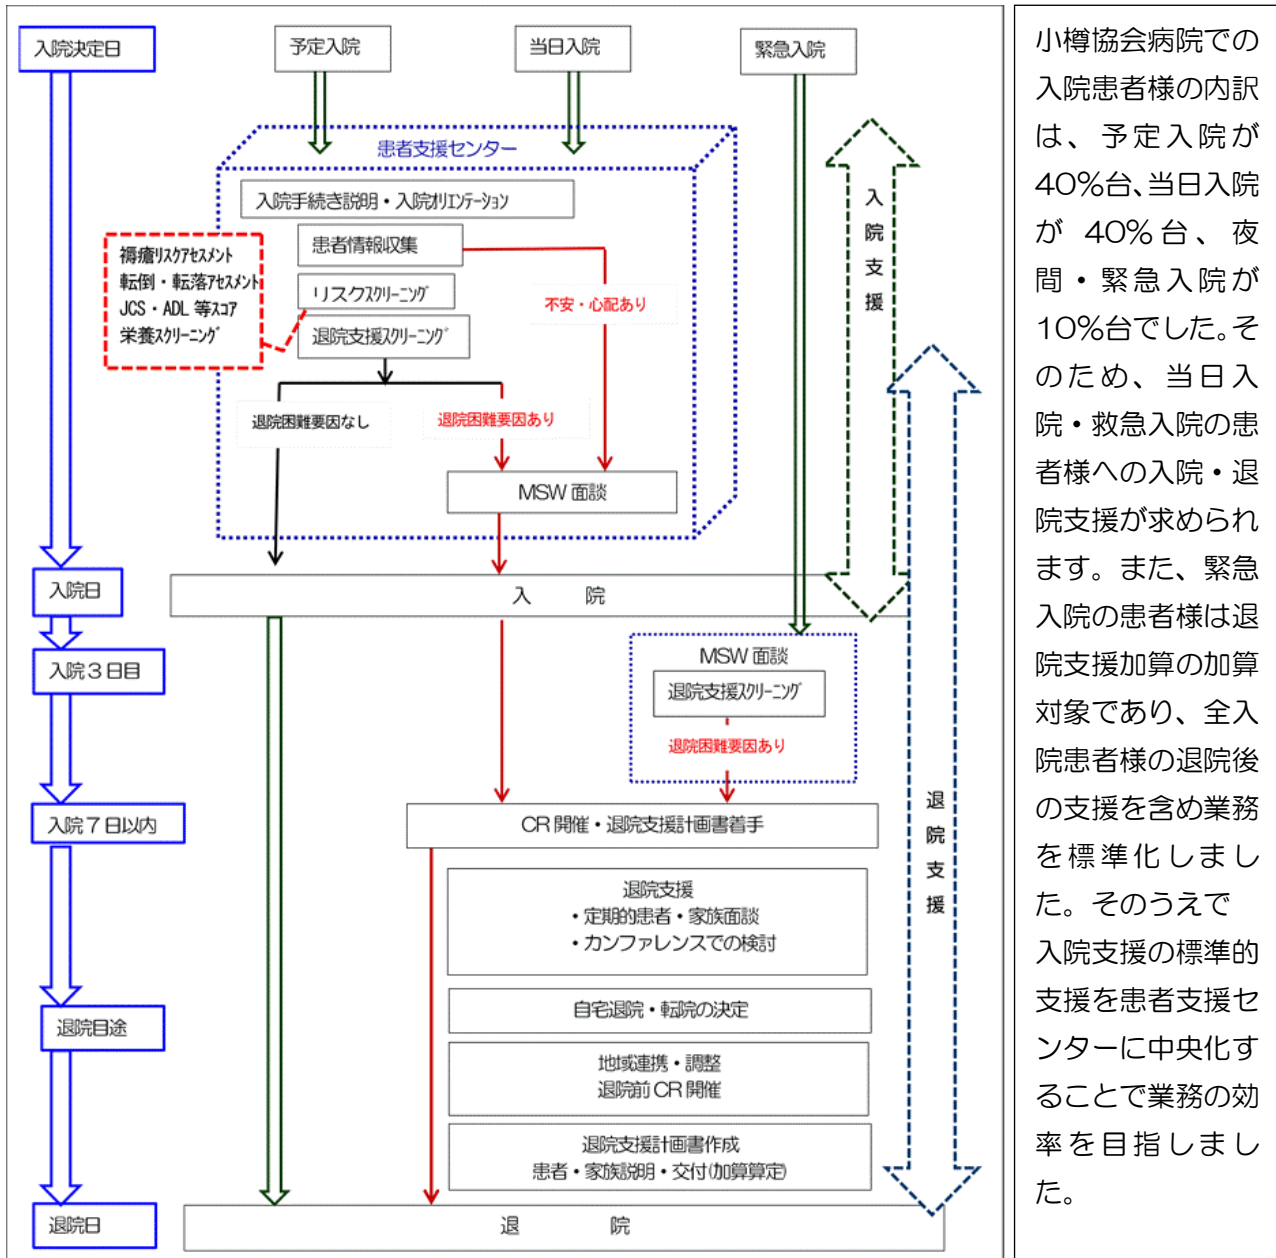 入院決定日
予定入院
当日入院
緊急入院
患者支援センター
入院手続き説明・入院オリエンテーション
患者情報収集
リスクスクリーニング
退院支援スクリーニング
褥瘡リスクアセスメント
転倒・転落アセスメント
JCS・ADL 等スコア
栄養スクリーニング
不安・心配あり
退院困難要因なし
退院困難要因あり
MSW 面談
入院支援
入院日
入　　院
入院３日目
MSW 面談
退院支援スクリーニング
退院困難要因あり
入院７日以内
CR 開催・退院支援計画書着手
退院支援
退院支援
・定期的患者・家族面談
・カンファレンスでの検討
退院目途
自宅退院・転院の決定
地域連携・調整
退院前 CR 開催
退院支援計画書作成
患者・家族説明・交付(加算算定)
退院日
退　　院
小樽協会病院での
入院患者様の内訳
は、予定入院が
40%台、当日入院
が 40%台、夜
間・緊急入院が
10%台でした。そ
のため、当日入
院・救急入院の患
者様への入院・退
院支援が求められ
ます。また、緊急
入院の患者様は退
院支援加算の加算
対象であり、全入
院患者様の退院後
の支援を含め業務
を標準化しまし
た。そのうえで
入院支援の標準的
支援を患者支援セ
ンターに中央化す
ることで業務の効
率を目指しまし
た。